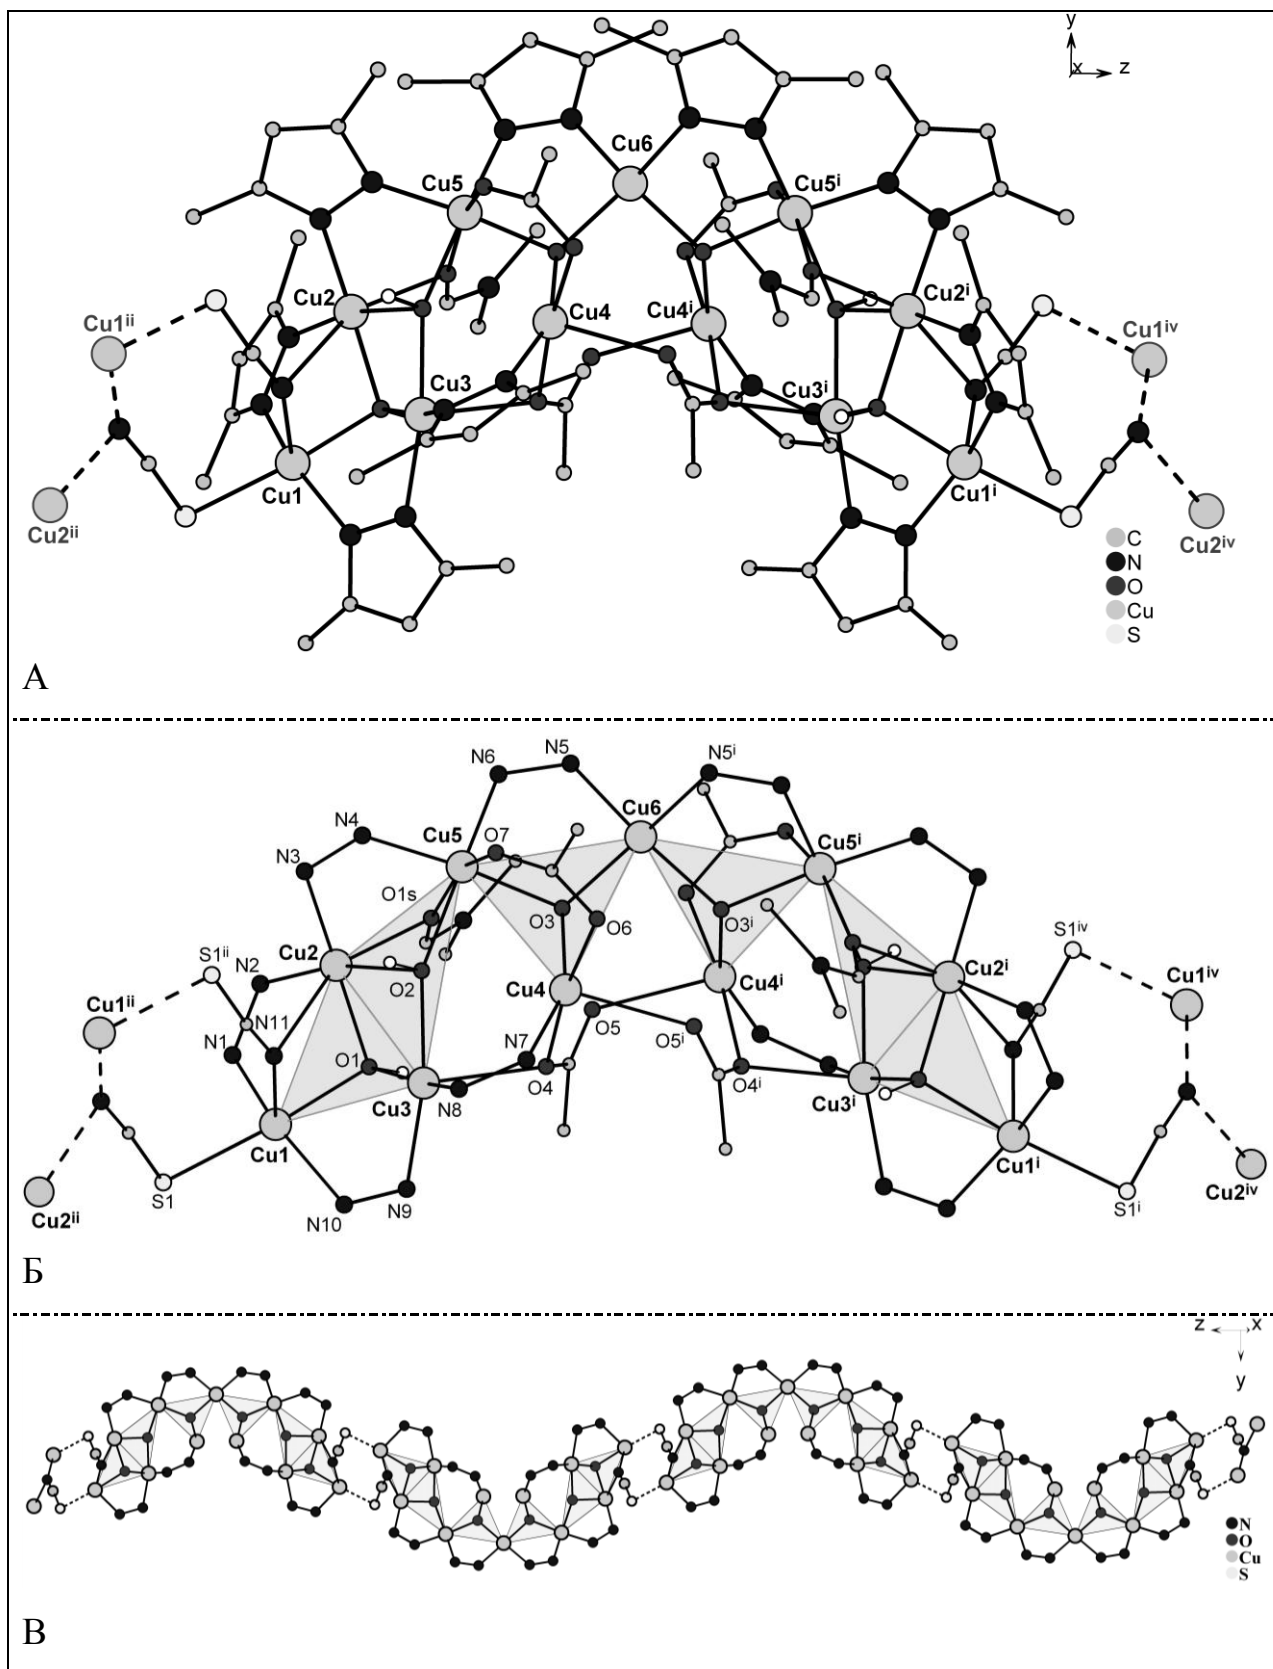 y
x z
Cu6
Cu5 Cu5ⁱ
Cu2 Cu4 Cu4ⁱ Cu2ⁱ
Cu1ⁱⁱ Cu1ⁱᵛ
Cu3 Cu3ⁱ
Cu1 Cu1ⁱ
Cu2ⁱⁱ Cu2ⁱᵛ
C
N
O
Cu
S
А
N6 N5 N5ⁱ
Cu6
N4 Cu5 O7 Cu5ⁱ
N3
O1s O3 O6 O3ⁱ
S1ⁱⁱ N2 Cu2 O2 S1ⁱᵛ
Cu4 Cu4ⁱ Cu2ⁱ
Cu1ⁱⁱ N11 Cu1ⁱᵛ
N1 O1 N7 O5 O5ⁱ
Cu3 N8 O4 O4ⁱ Cu3ⁱ
Cu1 Cu1ⁱ
S1 S1ⁱ
Cu2ⁱⁱ N10 N9 Cu2ⁱᵛ
Б
z x
y
N
O
Cu
S
В